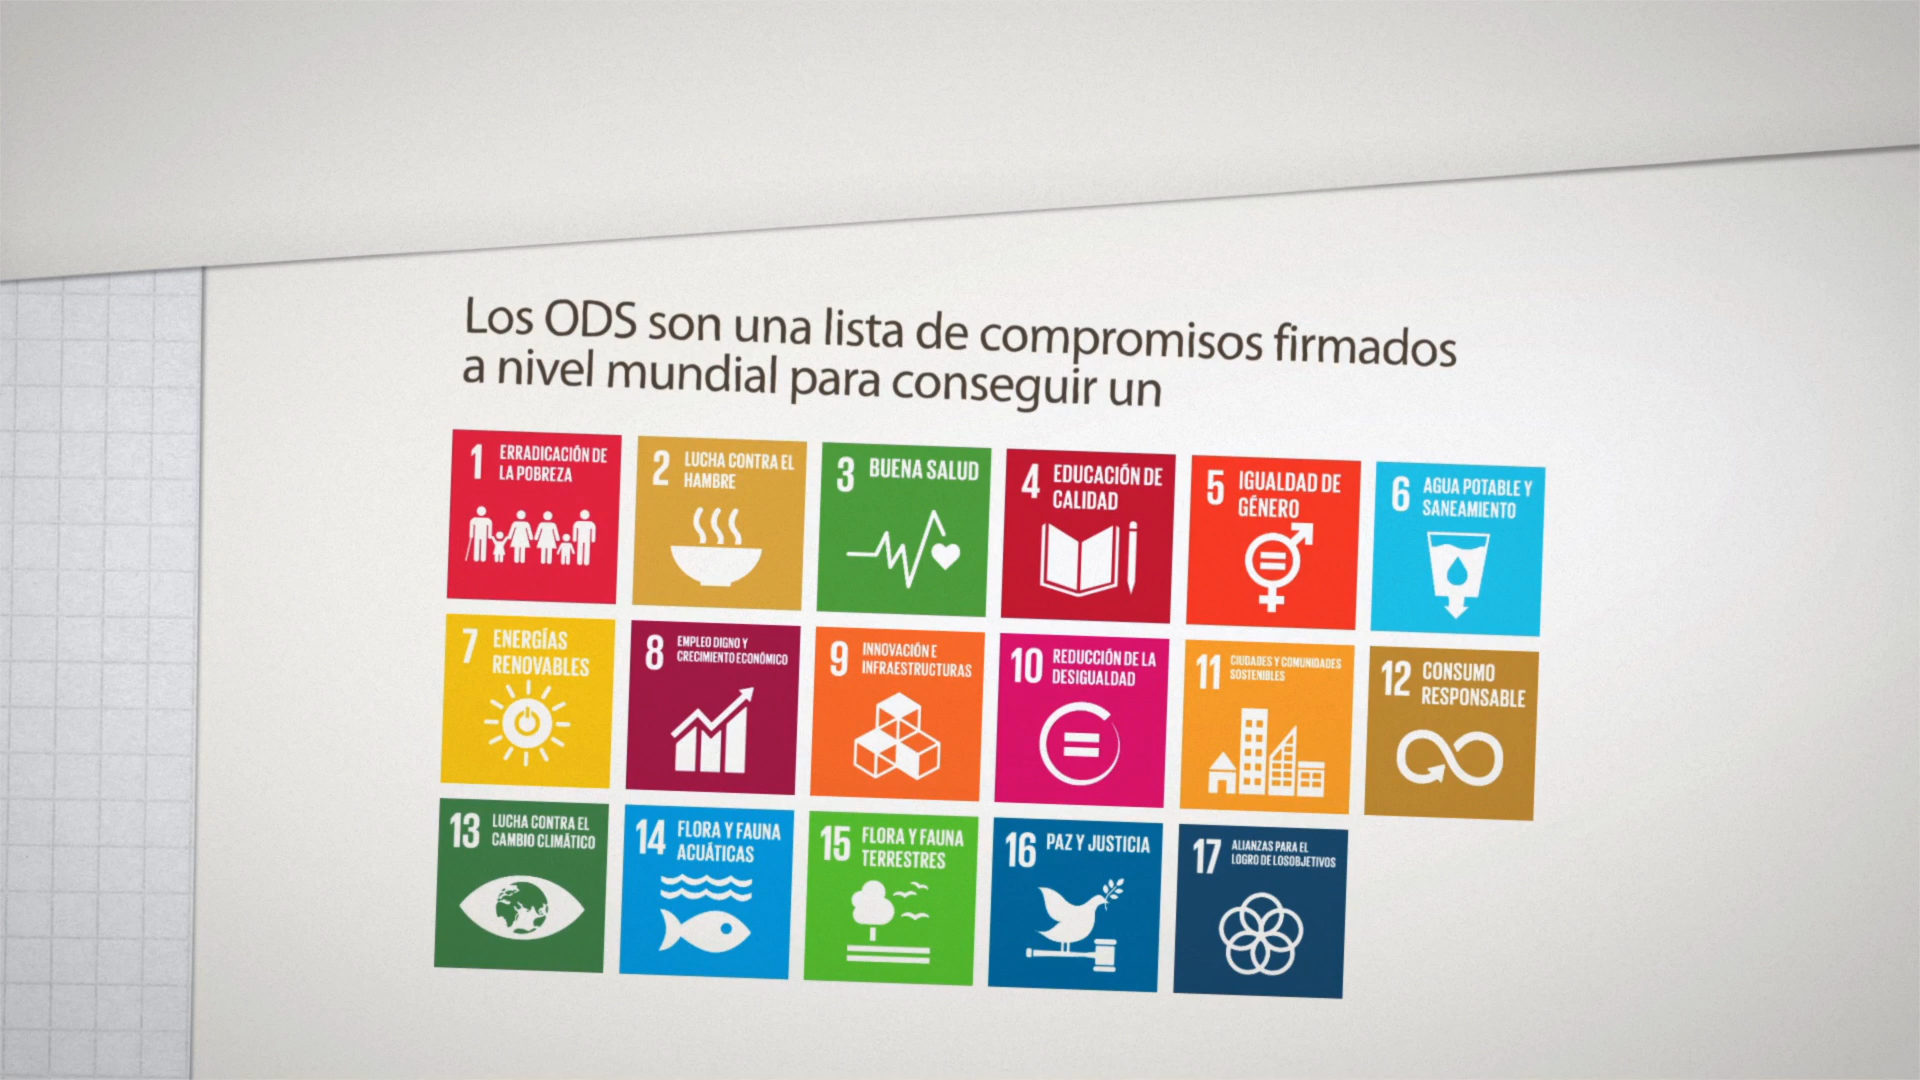 Los ODS son una lista de compromisos firmados
a nivel mundial para conseguir un
1 ERRADICACIÓN DE
LA POBREZA
2 LUCHA CONTRA EL
HAMBRE
3 BUENA SALUD
4 EDUCACIÓN DE
CALIDAD
5 IGUALDAD DE
GÉNERO
6 AGUA POTABLE Y
SANEAMIENTO
7 ENERGÍAS
RENOVABLES
8 EMPLEO DIGNO Y
CRECIMIENTO ECONÓMICO
9 INNOVACIÓN E
INFRAESTRUCTURAS
10 REDUCCIÓN DE LA
DESIGUALDAD
11 CIUDADES Y COMUNIDADES
SOSTENIBLES
12 CONSUMO
RESPONSABLE
13 LUCHA CONTRA EL
CAMBIO CLIMÁTICO
14 FLORA Y FAUNA
ACUÁTICAS
15 FLORA Y FAUNA
TERRESTRES
16 PAZ Y JUSTICIA
17 ALIANZAS PARA EL
LOGRO DE LOSOBJETIVOS